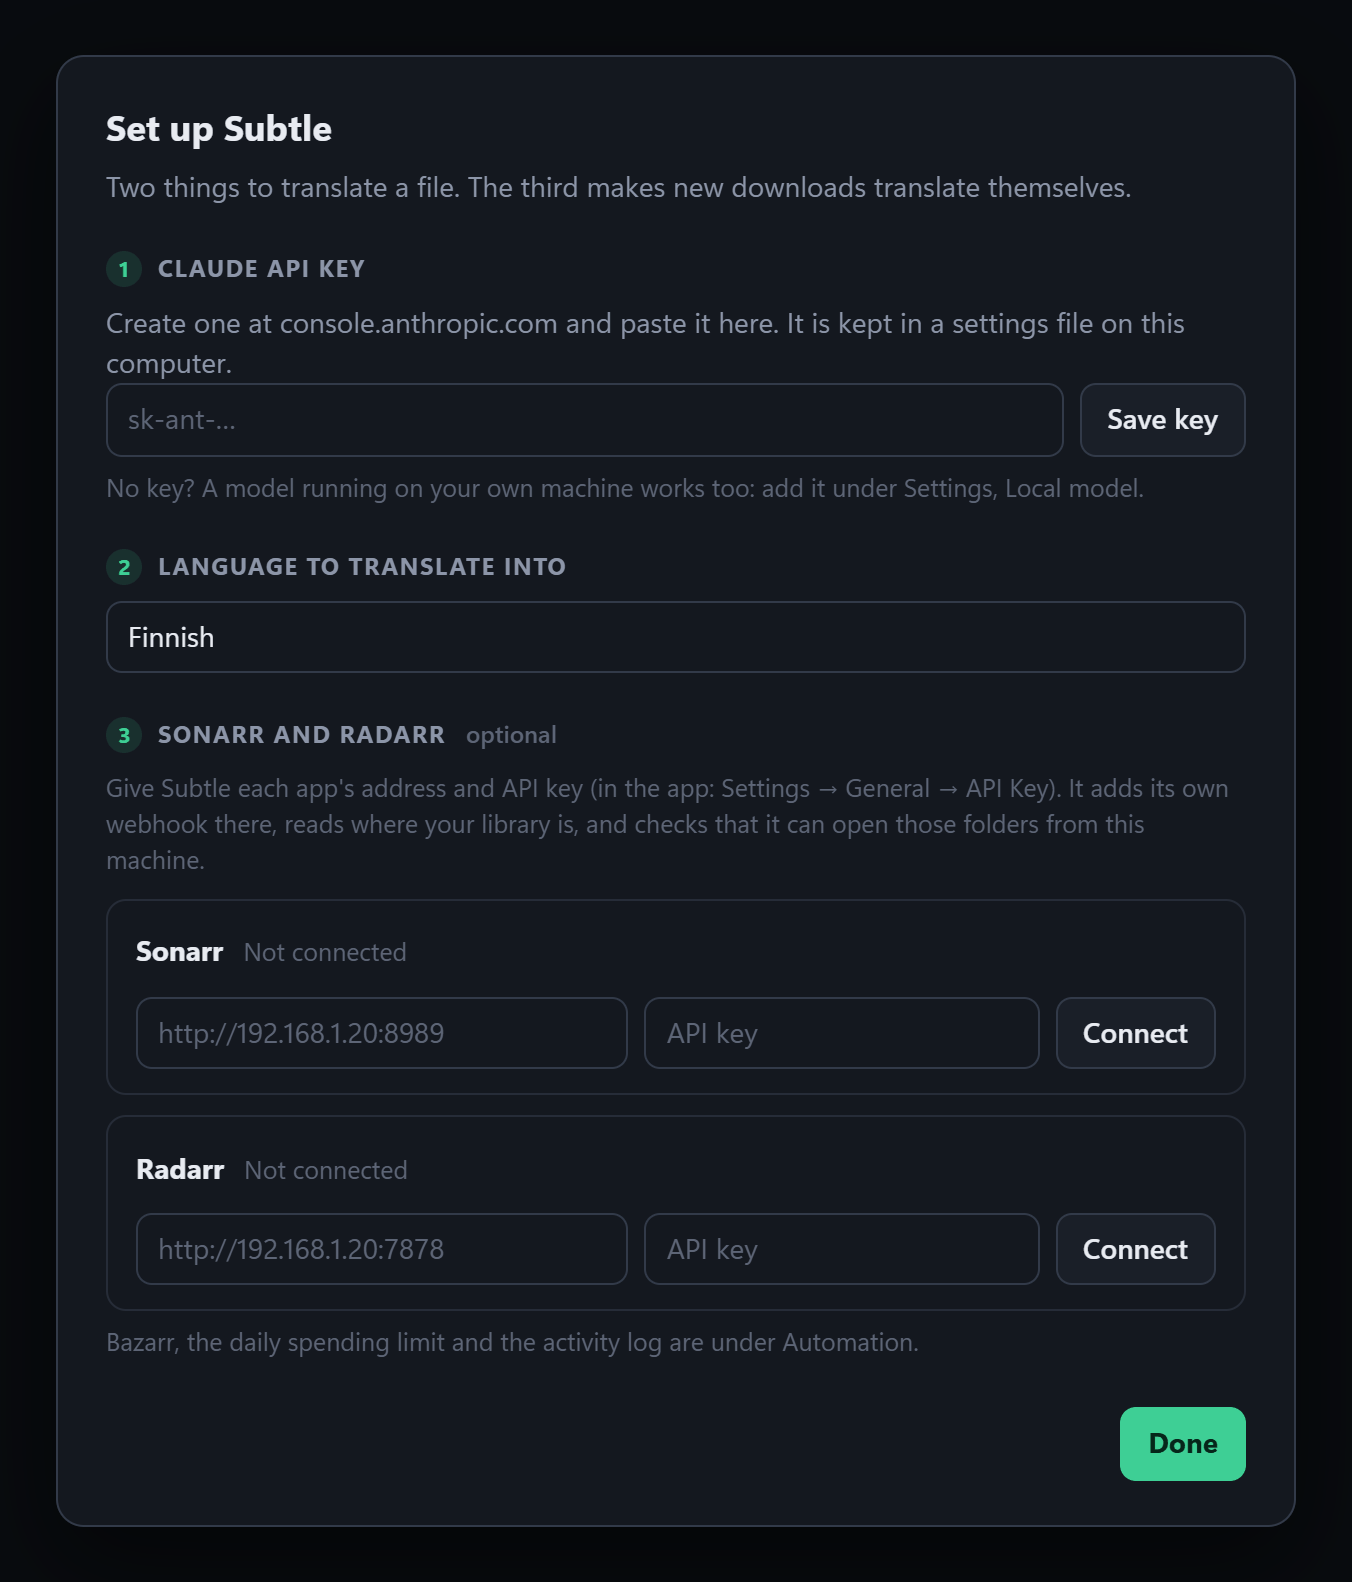 Set up Subtle
Two things to translate a file. The third makes new downloads translate themselves.
1 CLAUDE API KEY
Create one at console.anthropic.com and paste it here. It is kept in a settings file on this
computer.
sk-ant-...
Save key
No key? A model running on your own machine works too: add it under Settings, Local model.
2 LANGUAGE TO TRANSLATE INTO
Finnish
3 SONARR AND RADARR optional
Give Subtle each app's address and API key (in the app: Settings → General → API Key). It adds its own
webhook there, reads where your library is, and checks that it can open those folders from this
machine.
Sonarr Not connected
http://192.168.1.20:8989
API key
Connect
Radarr Not connected
http://192.168.1.20:7878
API key
Connect
Bazarr, the daily spending limit and the activity log are under Automation.
Done